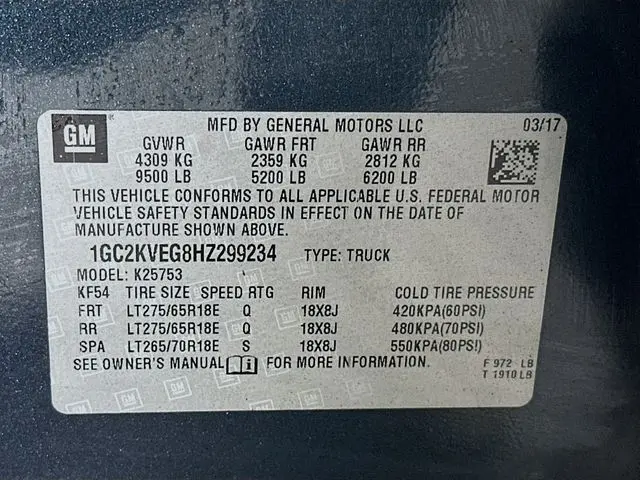 GM
MFD BY GENERAL MOTORS LLC 03/17
GVWR GAWR FRT GAWR RR
4309 KG 2359 KG 2812 KG
9500 LB 5200 LB 6200 LB
THIS VEHICLE CONFORMS TO ALL APPLICABLE U.S. FEDERAL MOTOR
VEHICLE SAFETY STANDARDS IN EFFECT ON THE DATE OF
MANUFACTURE SHOWN ABOVE.
1GC2KVEG8HZ299234 TYPE: TRUCK
MODEL: K25753
KF54 TIRE SIZE SPEED RTG RIM COLD TIRE PRESSURE
FRT LT275/65R18E Q 18X8J 420KPA(60PSI)
RR LT275/65R18E Q 18X8J 480KPA(70PSI)
SPA LT265/70R18E S 18X8J 550KPA(80PSI)
SEE OWNER'S MANUAL FOR MORE INFORMATION.
F 972 LB
T 1910 LB